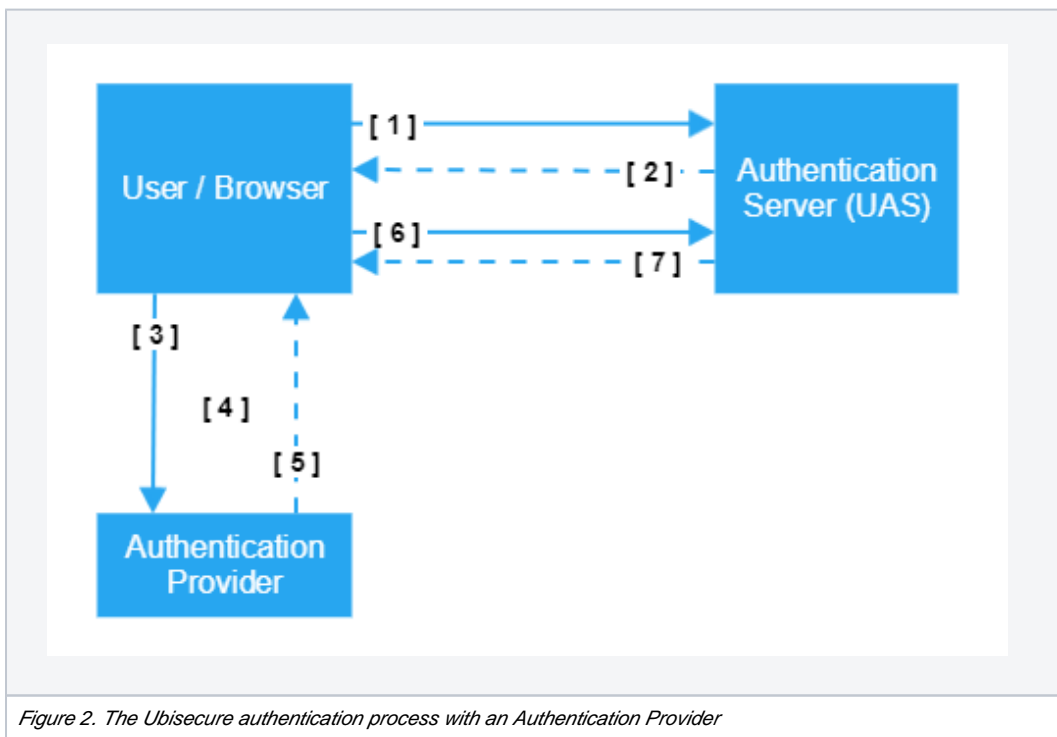 User / Browser
[ 1 ]
[ 2 ]
Authentication
Server (UAS)
[ 6 ]
[ 7 ]
[ 3 ]
[ 4 ]
[ 5 ]
Authentication
Provider
Figure 2. The Ubisecure authentication process with an Authentication Provider